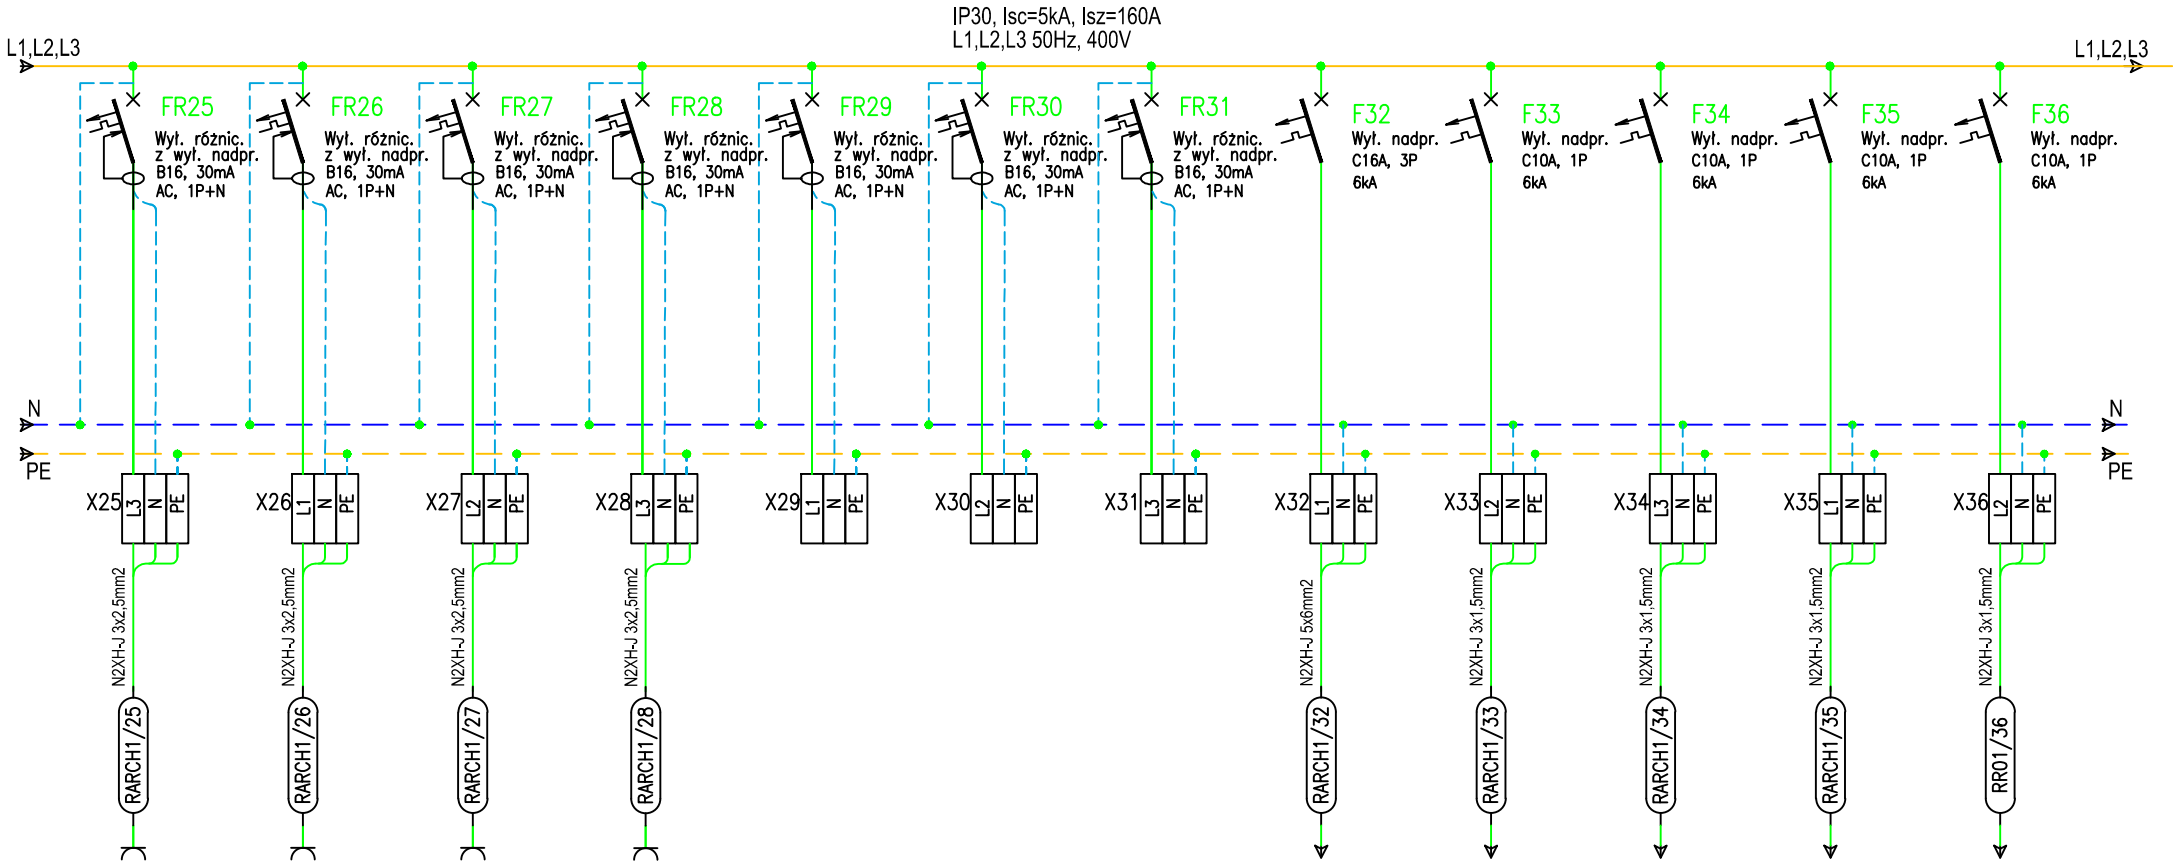 IP30, Isc=5kA, Isz=160A
L1,L2,L3 50Hz, 400V
L1,L2,L3
L1,L2,L3
FR25
Wył. różnic.
z wył. nadpr.
B16, 30mA
AC, 1P+N
FR26
Wył. różnic.
z wył. nadpr.
B16, 30mA
AC, 1P+N
FR27
Wył. różnic.
z wył. nadpr.
B16, 30mA
AC, 1P+N
FR28
Wył. różnic.
z wył. nadpr.
B16, 30mA
AC, 1P+N
FR29
Wył. różnic.
z wył. nadpr.
B16, 30mA
AC, 1P+N
FR30
Wył. różnic.
z wył. nadpr.
B16, 30mA
AC, 1P+N
FR31
Wył. różnic.
z wył. nadpr.
B16, 30mA
AC, 1P+N
F32
Wył. nadpr.
C16A, 3P
6kA
F33
Wył. nadpr.
C10A, 1P
6kA
F34
Wył. nadpr.
C10A, 1P
6kA
F35
Wył. nadpr.
C10A, 1P
6kA
F36
Wył. nadpr.
C10A, 1P
6kA
N
N
PE
PE
X25 L3 N PE
X26 L1 N PE
X27 L2 N PE
X28 L3 N PE
X29 L1 N PE
X30 L2 N PE
X31 L3 N PE
X32 L1 N PE
X33 L2 N PE
X34 L3 N PE
X35 L1 N PE
X36 L2 N PE
N2XH-J 3x2,5mm2
N2XH-J 3x2,5mm2
N2XH-J 3x2,5mm2
N2XH-J 3x2,5mm2
N2XH-J 5x6mm2
N2XH-J 3x1,5mm2
N2XH-J 3x1,5mm2
N2XH-J 3x1,5mm2
N2XH-J 3x1,5mm2
RARCH1/25
RARCH1/26
RARCH1/27
RARCH1/28
RARCH1/32
RARCH1/33
RARCH1/34
RARCH1/35
RR01/36